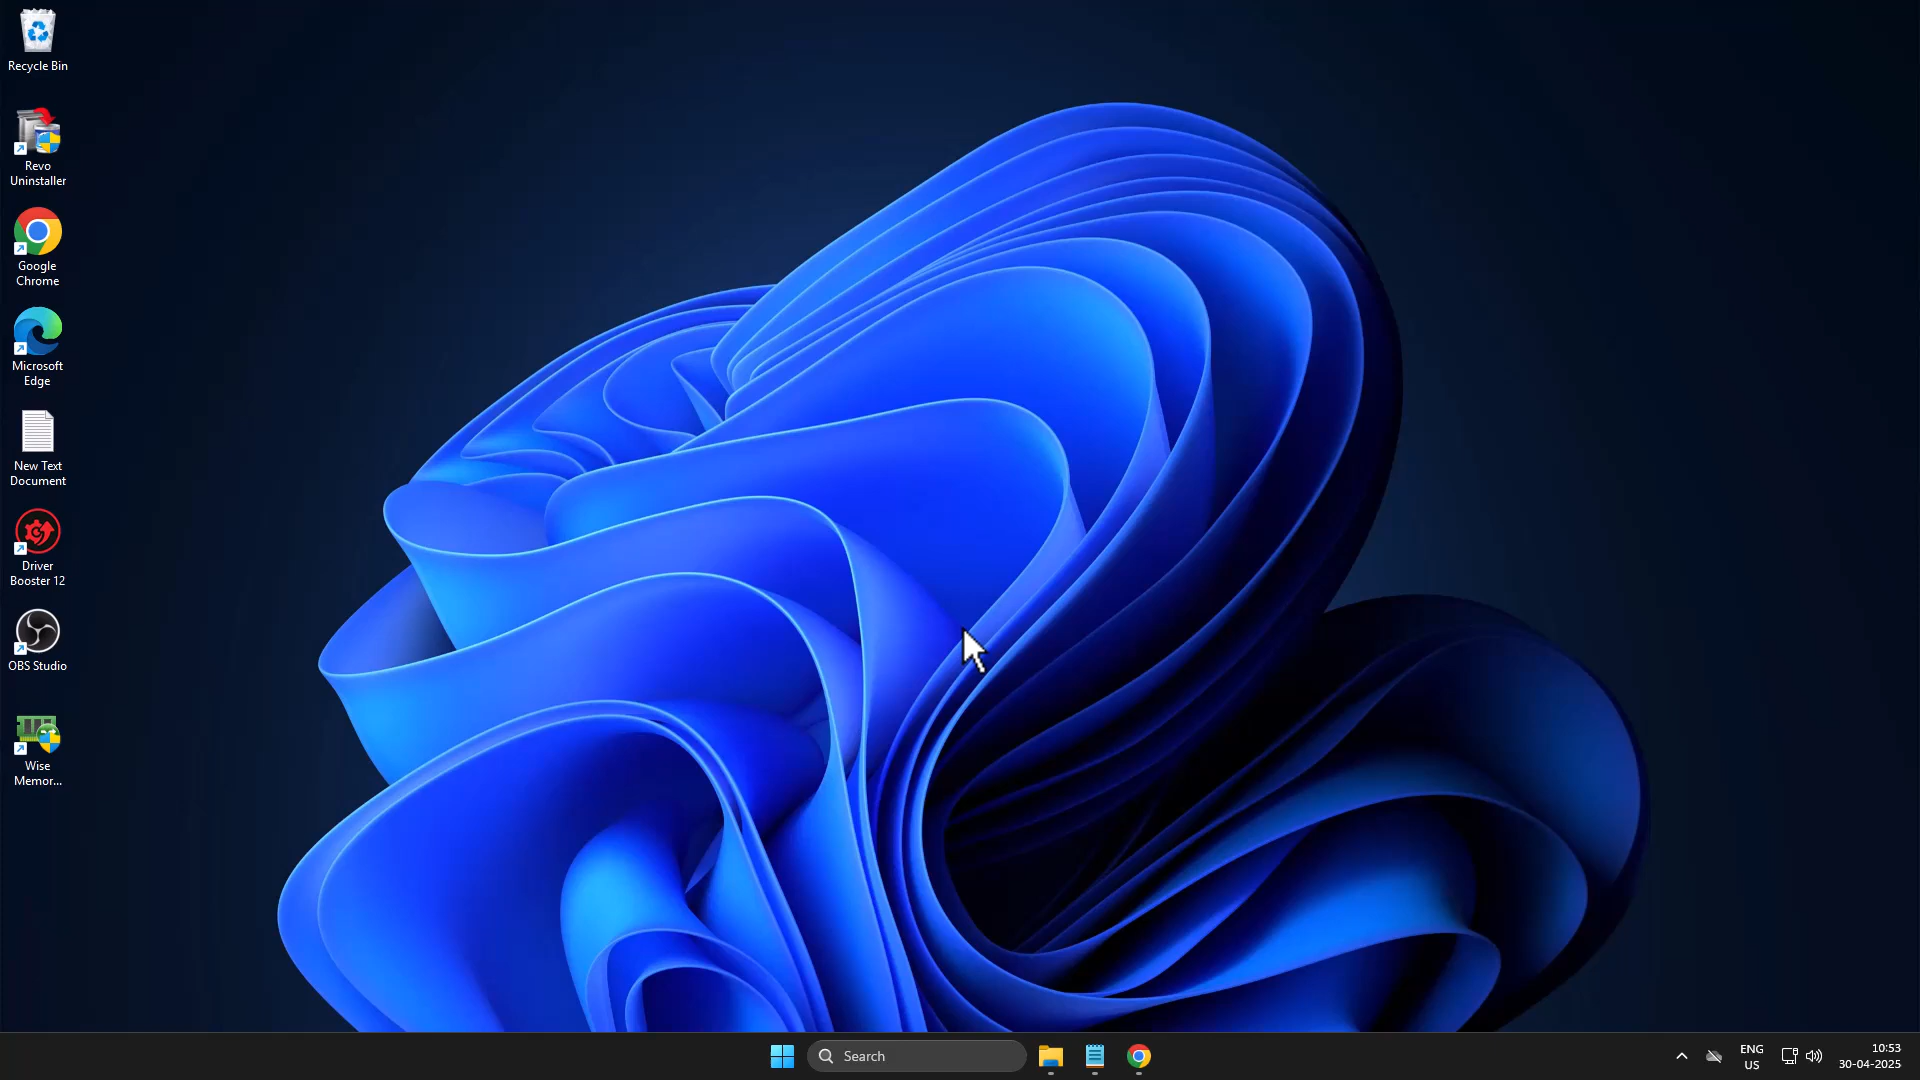 Recycle Bin
Revo
Uninstaller
Google
Chrome
Microsoft
Edge
New Text
Document
Driver
Booster 12
OBS Studio
Wise
Memor...
Search
ENG
US
10:53
30-04-2025